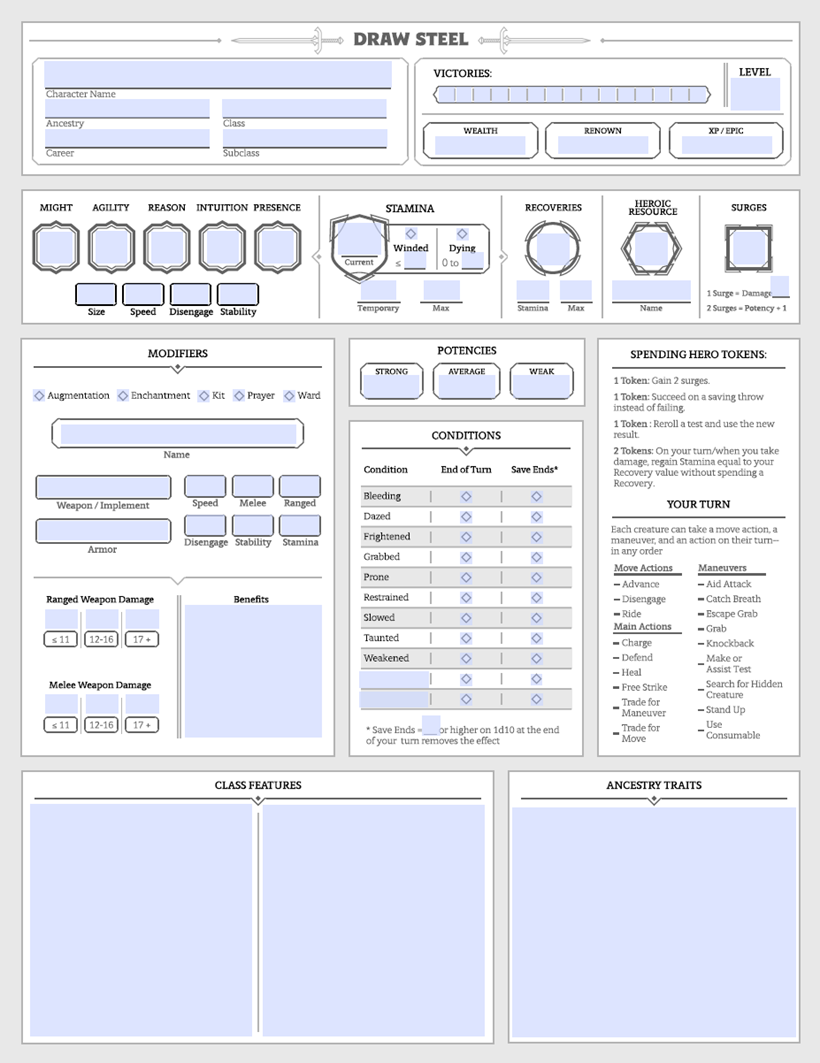 DRAW STEEL
Character Name
Ancestry
Class
Career
Subclass
VICTORIES:
LEVEL
WEALTH
RENOWN
XP / EPIC
MIGHT
AGILITY
REASON
INTUITION
PRESENCE
Size
Speed
Disengage
Stability
STAMINA
Current
Winded
≤
Dying
0 to
Temporary
Max
RECOVERIES
Stamina
Max
HEROIC
RESOURCE
Name
SURGES
1 Surge = Damage
2 Surges = Potency + 1
MODIFIERS
Augmentation
Enchantment
Kit
Prayer
Ward
Name
Weapon / Implement
Speed
Melee
Ranged
Armor
Disengage
Stability
Stamina
Ranged Weapon Damage
≤ 11
12-16
17 +
Melee Weapon Damage
≤ 11
12-16
17 +
Benefits
POTENCIES
STRONG
AVERAGE
WEAK
CONDITIONS
Condition
End of Turn
Save Ends*
Bleeding
Dazed
Frightened
Grabbed
Prone
Restrained
Slowed
Taunted
Weakened
* Save Ends = or higher on 1d10 at the end
of your turn removes the effect
SPENDING HERO TOKENS:
1 Token: Gain 2 surges.
1 Token: Succeed on a saving throw
instead of failing.
1 Token : Reroll a test and use the new
result.
2 Tokens: On your turn/when you take
damage, regain Stamina equal to your
Recovery value without spending a
Recovery.
YOUR TURN
Each creature can take a move action, a
maneuver, and an action on their turn—
in any order
Move Actions
Advance
Disengage
Ride
Main Actions
Charge
Defend
Heal
Free Strike
Trade for
Maneuver
Trade for
Move
Maneuvers
Aid Attack
Catch Breath
Escape Grab
Grab
Knockback
Make or
Assist Test
Search for Hidden
Creature
Stand Up
Use
Consumable
CLASS FEATURES
ANCESTRY TRAITS